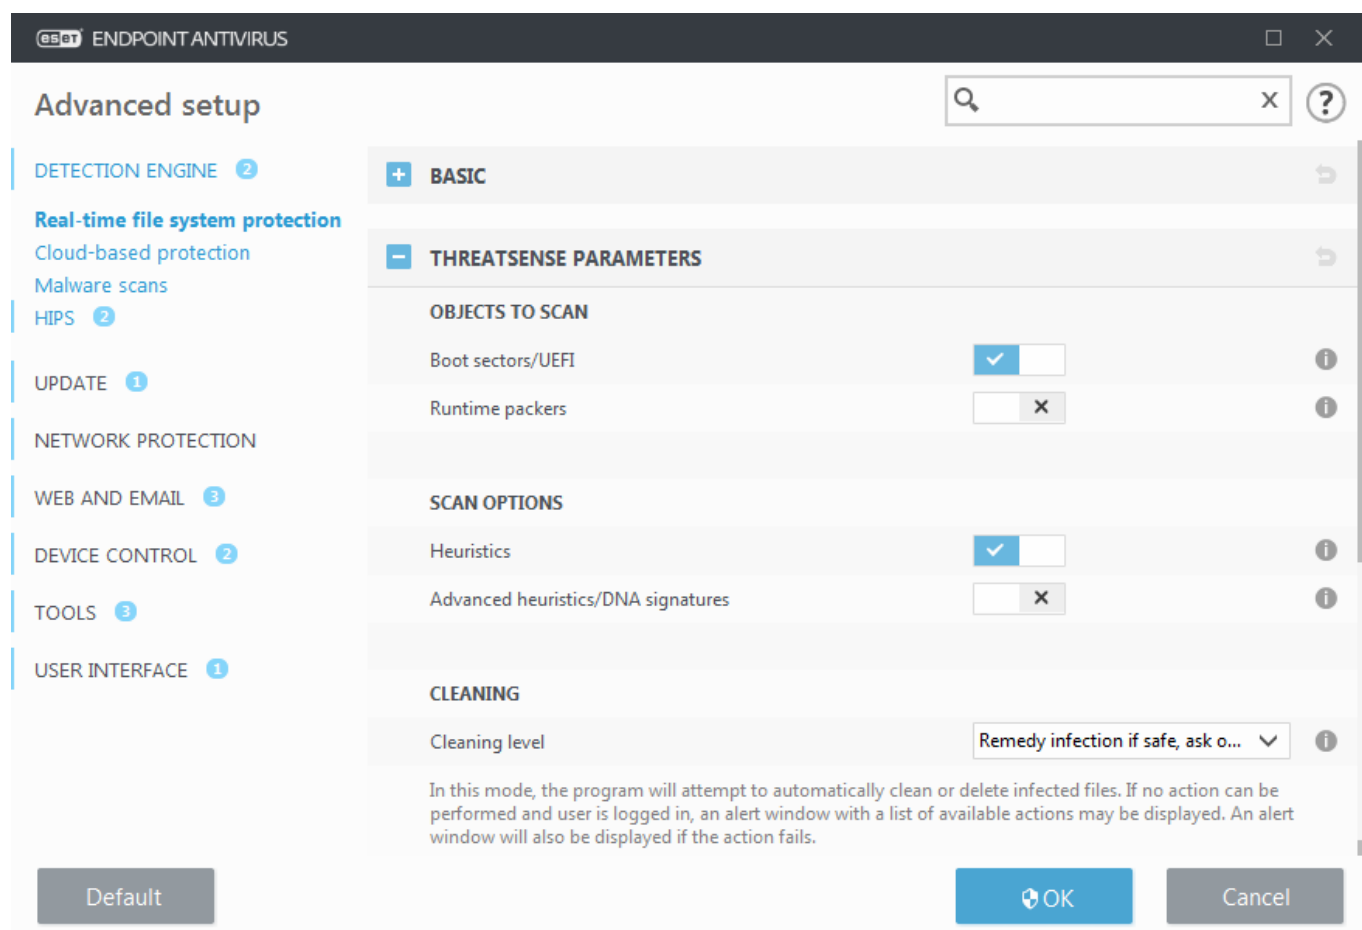 eset ENDPOINT ANTIVIRUS
Advanced setup
x
?
DETECTION ENGINE 2
Real-time file system protection
Cloud-based protection
Malware scans
HIPS 2
UPDATE 1
NETWORK PROTECTION
WEB AND EMAIL 3
DEVICE CONTROL 2
TOOLS 3
USER INTERFACE 1
BASIC
THREATSENSE PARAMETERS
OBJECTS TO SCAN
Boot sectors/UEFI
Runtime packers
SCAN OPTIONS
Heuristics
Advanced heuristics/DNA signatures
CLEANING
Cleaning level Remedy infection if safe, ask o...
In this mode, the program will attempt to automatically clean or delete infected files. If no action can be
performed and user is logged in, an alert window with a list of available actions may be displayed. An alert
window will also be displayed if the action fails.
Default OK Cancel